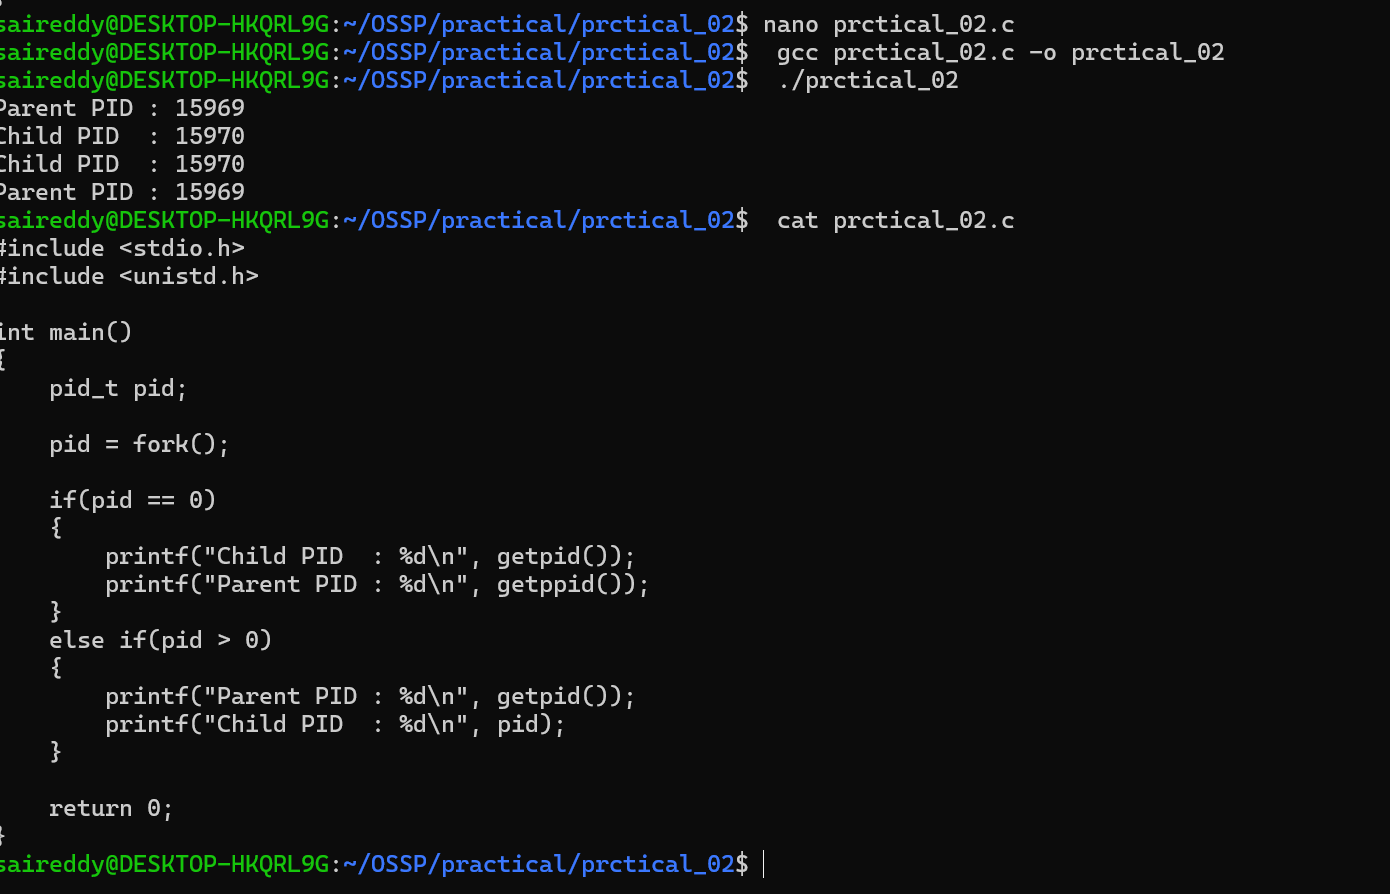 saireddy@DESKTOP-HKQRL9G:~/OSSP/practical/prctical_02$ nano prctical_02.c
saireddy@DESKTOP-HKQRL9G:~/OSSP/practical/prctical_02$  gcc prctical_02.c -o prctical_02
saireddy@DESKTOP-HKQRL9G:~/OSSP/practical/prctical_02$  ./prctical_02
Parent PID : 15969
Child PID  : 15970
Child PID  : 15970
Parent PID : 15969
saireddy@DESKTOP-HKQRL9G:~/OSSP/practical/prctical_02$  cat prctical_02.c
#include <stdio.h>
#include <unistd.h>

int main()
{
    pid_t pid;

    pid = fork();

    if(pid == 0)
    {
        printf("Child PID  : %d\n", getpid());
        printf("Parent PID : %d\n", getppid());
    }
    else if(pid > 0)
    {
        printf("Parent PID : %d\n", getpid());
        printf("Child PID  : %d\n", pid);
    }

    return 0;
}
saireddy@DESKTOP-HKQRL9G:~/OSSP/practical/prctical_02$